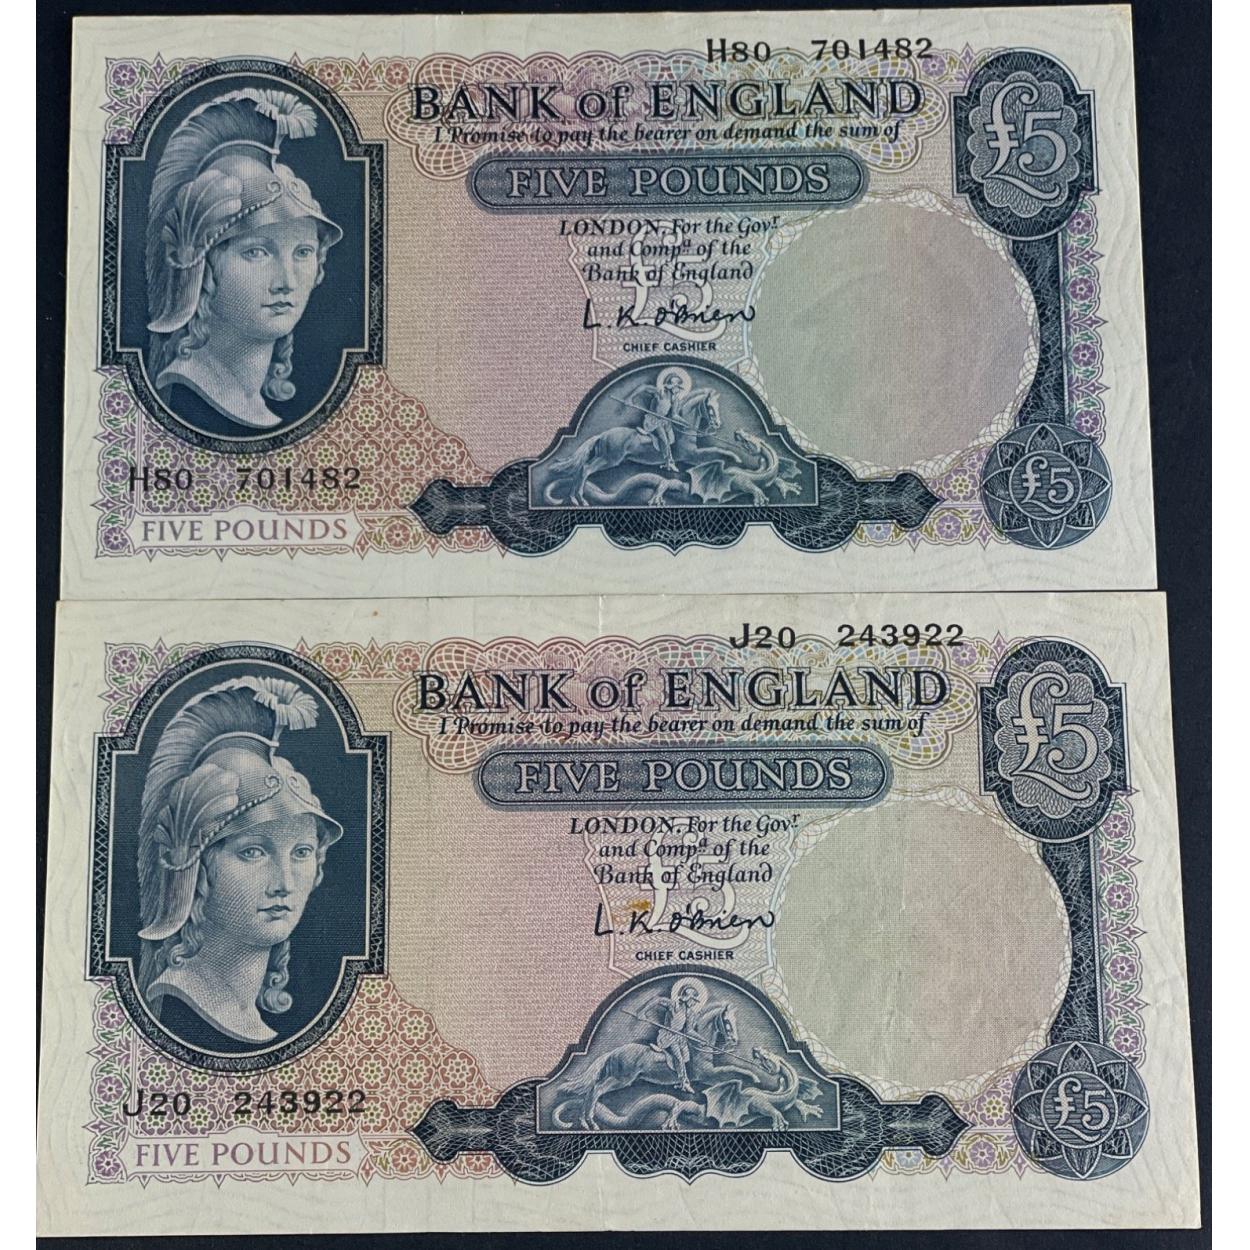 H80 701482
BANK of ENGLAND
I Promise to pay the bearer on demand the sum of
£5
FIVE POUNDS
LONDON, For the Govr
and Compa of the
Bank of England
£5
L. K. O'Brien
CHIEF CASHIER
H80 701482
£5
FIVE POUNDS
J20 243922
BANK of ENGLAND
I Promise to pay the bearer on demand the sum of
£5
FIVE POUNDS
LONDON, For the Govr
and Compa of the
Bank of England
£5
L. K. O'Brien
CHIEF CASHIER
J20 243922
£5
FIVE POUNDS